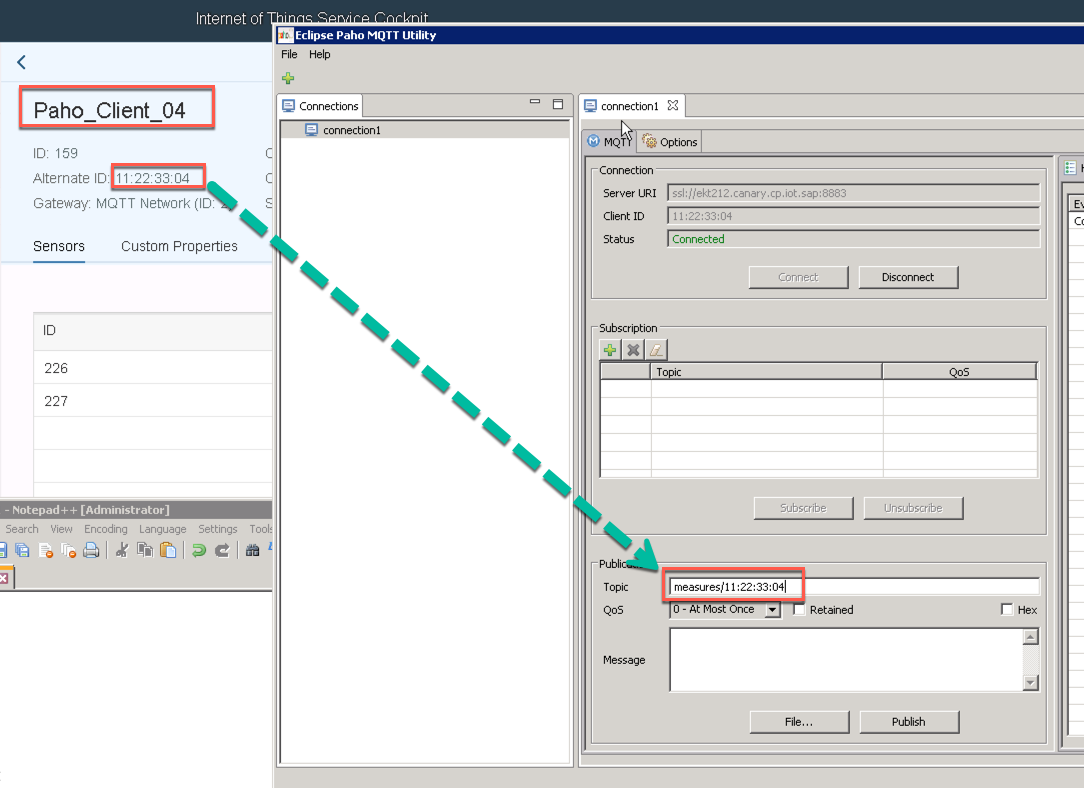 Internet of Things Service Cockpit
Paho_Client_04
ID: 159
Alternate ID: 11:22:33:04
Gateway: MQTT Network (ID: 2
Sensors Custom Properties
ID
226
227
- Notepad++ [Administrator]
Search View Encoding Language Settings Tools
Eclipse Paho MQTT Utility
File Help
Connections
connection1
connection1
MQTT Options
Connection
Server URI ssl://ekt212.canary.cp.iot.sap:8883
Client ID 11:22:33:04
Status Connected
Connect Disconnect
Subscription
Topic QoS
Subscribe Unsubscribe
Topic measures/11:22:33:04
QoS 0 - At Most Once Retained Hex
Message
File... Publish